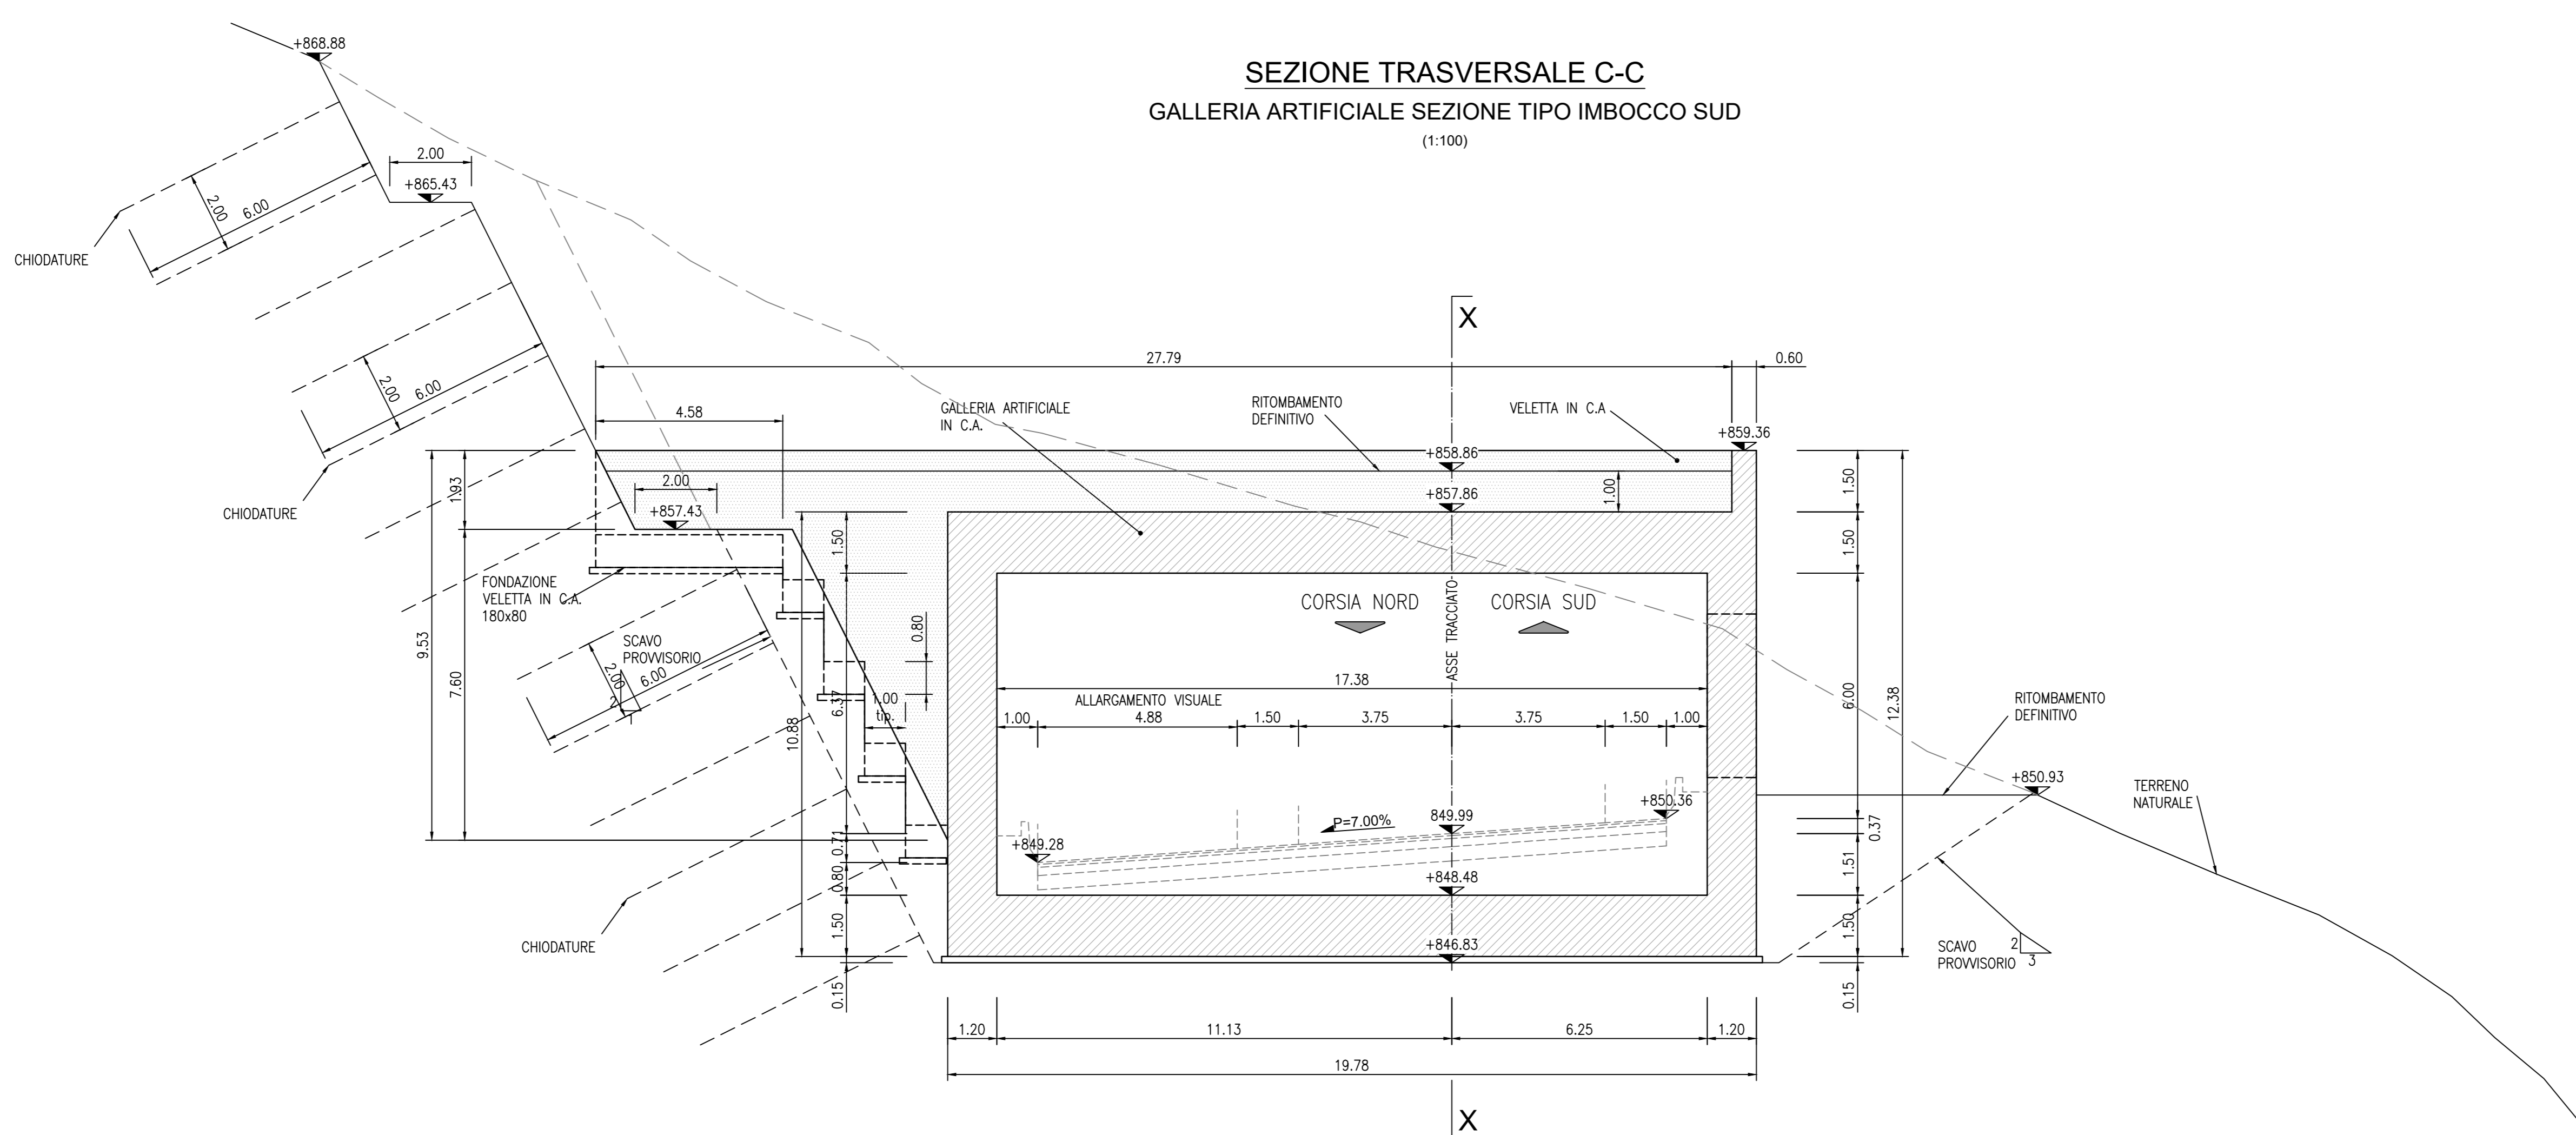 SEZIONE TRASVERSALE C-C
GALLERIA ARTIFICIALE SEZIONE TIPO IMBOCCO SUD
(1:100)
+868.88
2.00
+865.43
2.00
6.00
CHIODATURE
X
27.79
0.60
2.00
6.00
4.58
GALLERIA ARTIFICIALE
IN C.A.
RITOMBAMENTO
DEFINITIVO
VELETTA IN C.A
+859.36
+858.86
1.93
2.00
1.00
1.50
+857.86
CHIODATURE
+857.43
1.50
1.50
FONDAZIONE
VELETTA IN C.A.
180x80
CORSIA NORD
CORSIA SUD
ASSE TRACCIATO
0.80
9.53
SCAVO
PROVVISORIO
2.00
6.00
2
1
7.60
17.38
6.37
1.00
tip.
ALLARGAMENTO VISUALE
6.00
12.38
RITOMBAMENTO
DEFINITIVO
1.00
4.88
1.50
3.75
3.75
1.50
1.00
10.88
+850.93
TERRENO
NATURALE
+850.36
P=7.00%
849.99
0.37
0.71
+849.28
0.80
+848.48
1.51
CHIODATURE
1.50
+846.83
1.50
SCAVO
PROVVISORIO
2
3
0.15
0.15
1.20
11.13
6.25
1.20
19.78
X